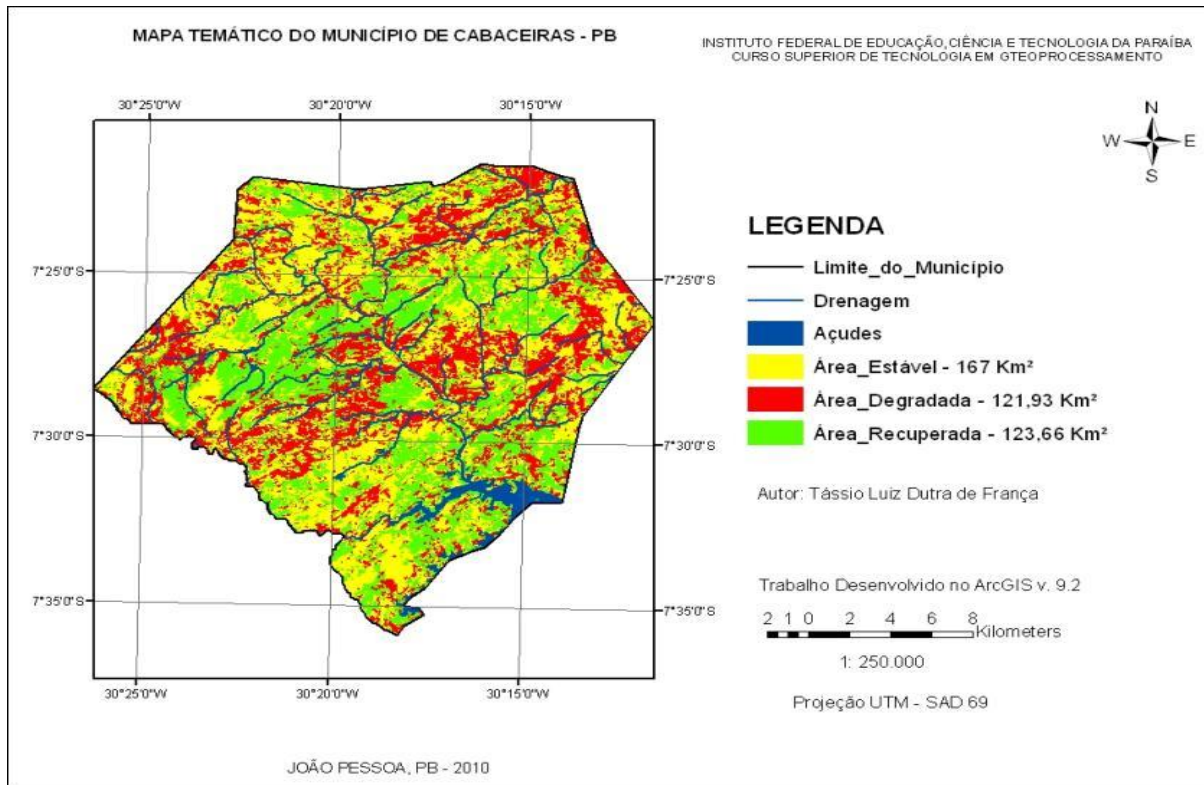 MAPA TEMÁTICO DO MUNICÍPIO DE CABACEIRAS - PB
INSTITUTO FEDERAL DE EDUCAÇÃO, CIÊNCIA E TECNOLOGIA DA PARAÍBA
CURSO SUPERIOR DE TECNOLOGIA EM GTEOPROCESSAMENTO
30°25'0"W 30°20'0"W 30°15'0"W
N
W E
S
7°25'0"S 7°25'0"S
7°30'0"S 7°30'0"S
7°35'0"S 7°35'0"S
30°25'0"W 30°20'0"W 30°15'0"W
LEGENDA
Limite_do_Município
Drenagem
Açudes
Área_Estável - 167 Km²
Área_Degradada - 121,93 Km²
Área_Recuperada - 123,66 Km²
Autor: Tássio Luiz Dutra de França
Trabalho Desenvolvido no ArcGIS v. 9.2
2 1 0 2 4 6 8
Kilometers
1: 250.000
Projeção UTM - SAD 69
JOÃO PESSOA, PB - 2010